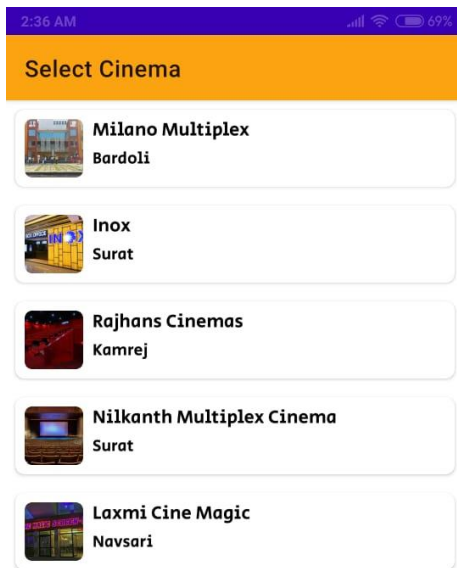 2:36 AM 69%
Select Cinema
Milano Multiplex
Bardoli
INOX
Inox
Surat
Rajhans Cinemas
Kamrej
Nilkanth Multiplex Cinema
Surat
Laxmi Cine Magic
Navsari